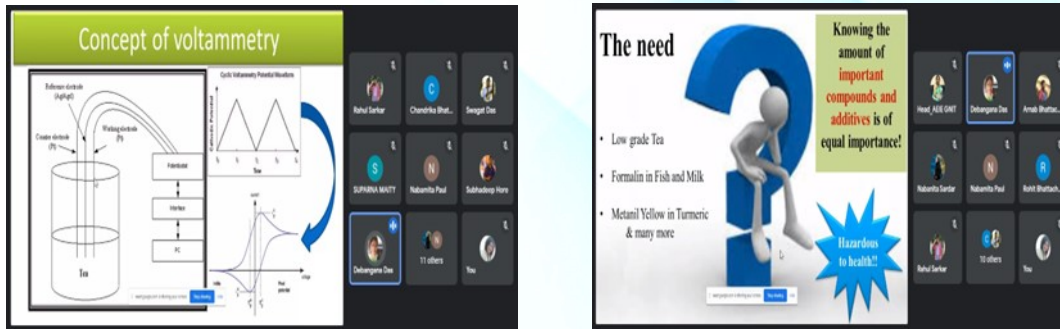 Concept of voltammetry
Reference electrode
(Ag/AgCl)
Counter electrode
(Pt)
Working electrode
(Pt)
Potentiostat
Interface
PC
Tea
Cyclic Voltammetry Potential Waveform
Time
Rahul Sarkar
Chandrika Bhat...
Swagat Das
SUPARNA MAITY
Nabamita Paul
Subhadeep Hore
Debangana Das
11 others
You
The need
Low grade Tea
Formalin in Fish and Milk
Metanil Yellow in Turmeric
& many more
Knowing the
amount of
important
compounds and
additives is of
equal importance!
Hazardous
to health!!
Head_AEIE GNIT
Debangana Das
Arnab Bhattac...
Nabanita Sardar
Nabamita Paul
Rohit Bhattach...
Rahul Sarkar
10 others
You